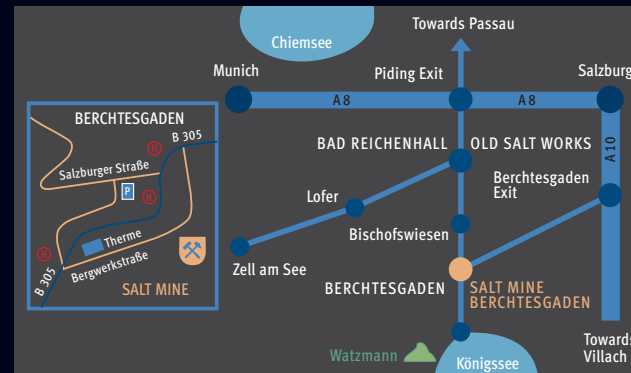 Towards Passau
Chiemsee
Munich
Piding Exit
Salzburg
A 8
A 8
A 10
BERCHTESGADEN
B 305
H
Salzburger Straße
P
H
Therme
H
Bergwerkstraße
B 305
SALT MINE
BAD REICHENHALL
OLD SALT WORKS
Berchtesgaden
Exit
Lofer
Bischofswiesen
Zell am See
BERCHTESGADEN
SALT MINE
BERCHTESGADEN
Watzmann
Königssee
Towards
Villach